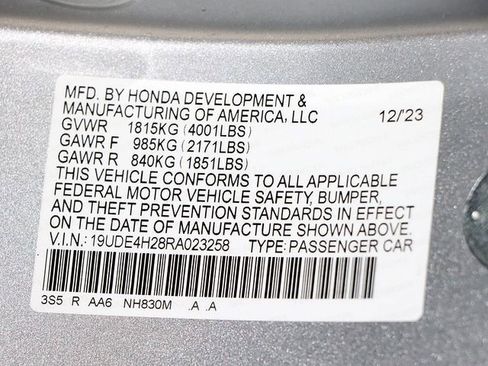 MFD. BY HONDA DEVELOPMENT &
MANUFACTURING OF AMERICA, LLC 12/'23
GVWR 1815KG (4001LBS)
GAWR F 985KG (2171LBS)
GAWR R 840KG (1851LBS)
THIS VEHICLE CONFORMS TO ALL APPLICABLE
FEDERAL MOTOR VEHICLE SAFETY, BUMPER,
AND THEFT PREVENTION STANDARDS IN EFFECT
ON THE DATE OF MANUFACTURE SHOWN ABOVE.
V.I.N.: 19UDE4H28RA023258 TYPE: PASSENGER CAR
3S5 R AA6 NH830M .A .A